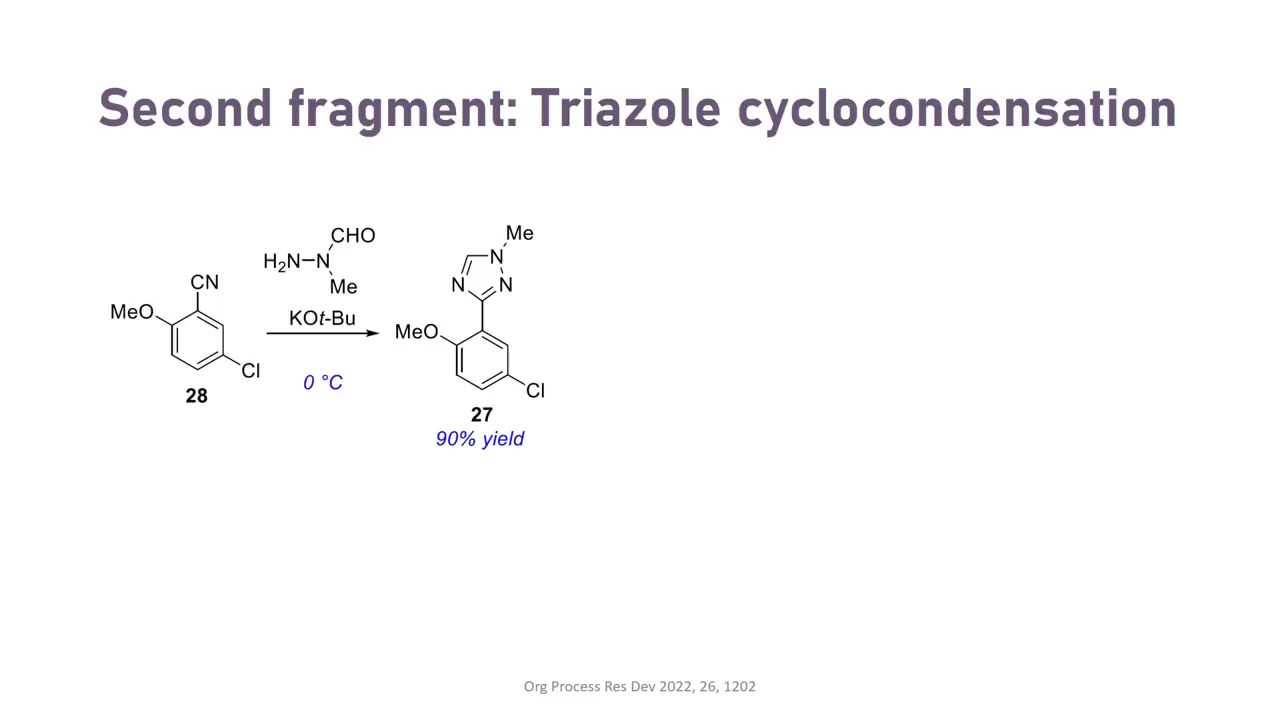 Second fragment: Triazole cyclocondensation
CHO
H2N–N
Me
CN
MeO
Cl
28
KOt-Bu
0 °C
Me
N
N
N
MeO
Cl
27
90% yield
Org Process Res Dev 2022, 26, 1202